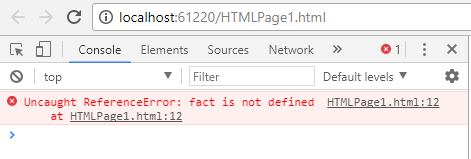 localhost:61220/HTMLPage1.html
Console Elements Sources Network » 1
top Filter Default levels
Uncaught ReferenceError: fact is not defined HTMLPage1.html:12
at HTMLPage1.html:12